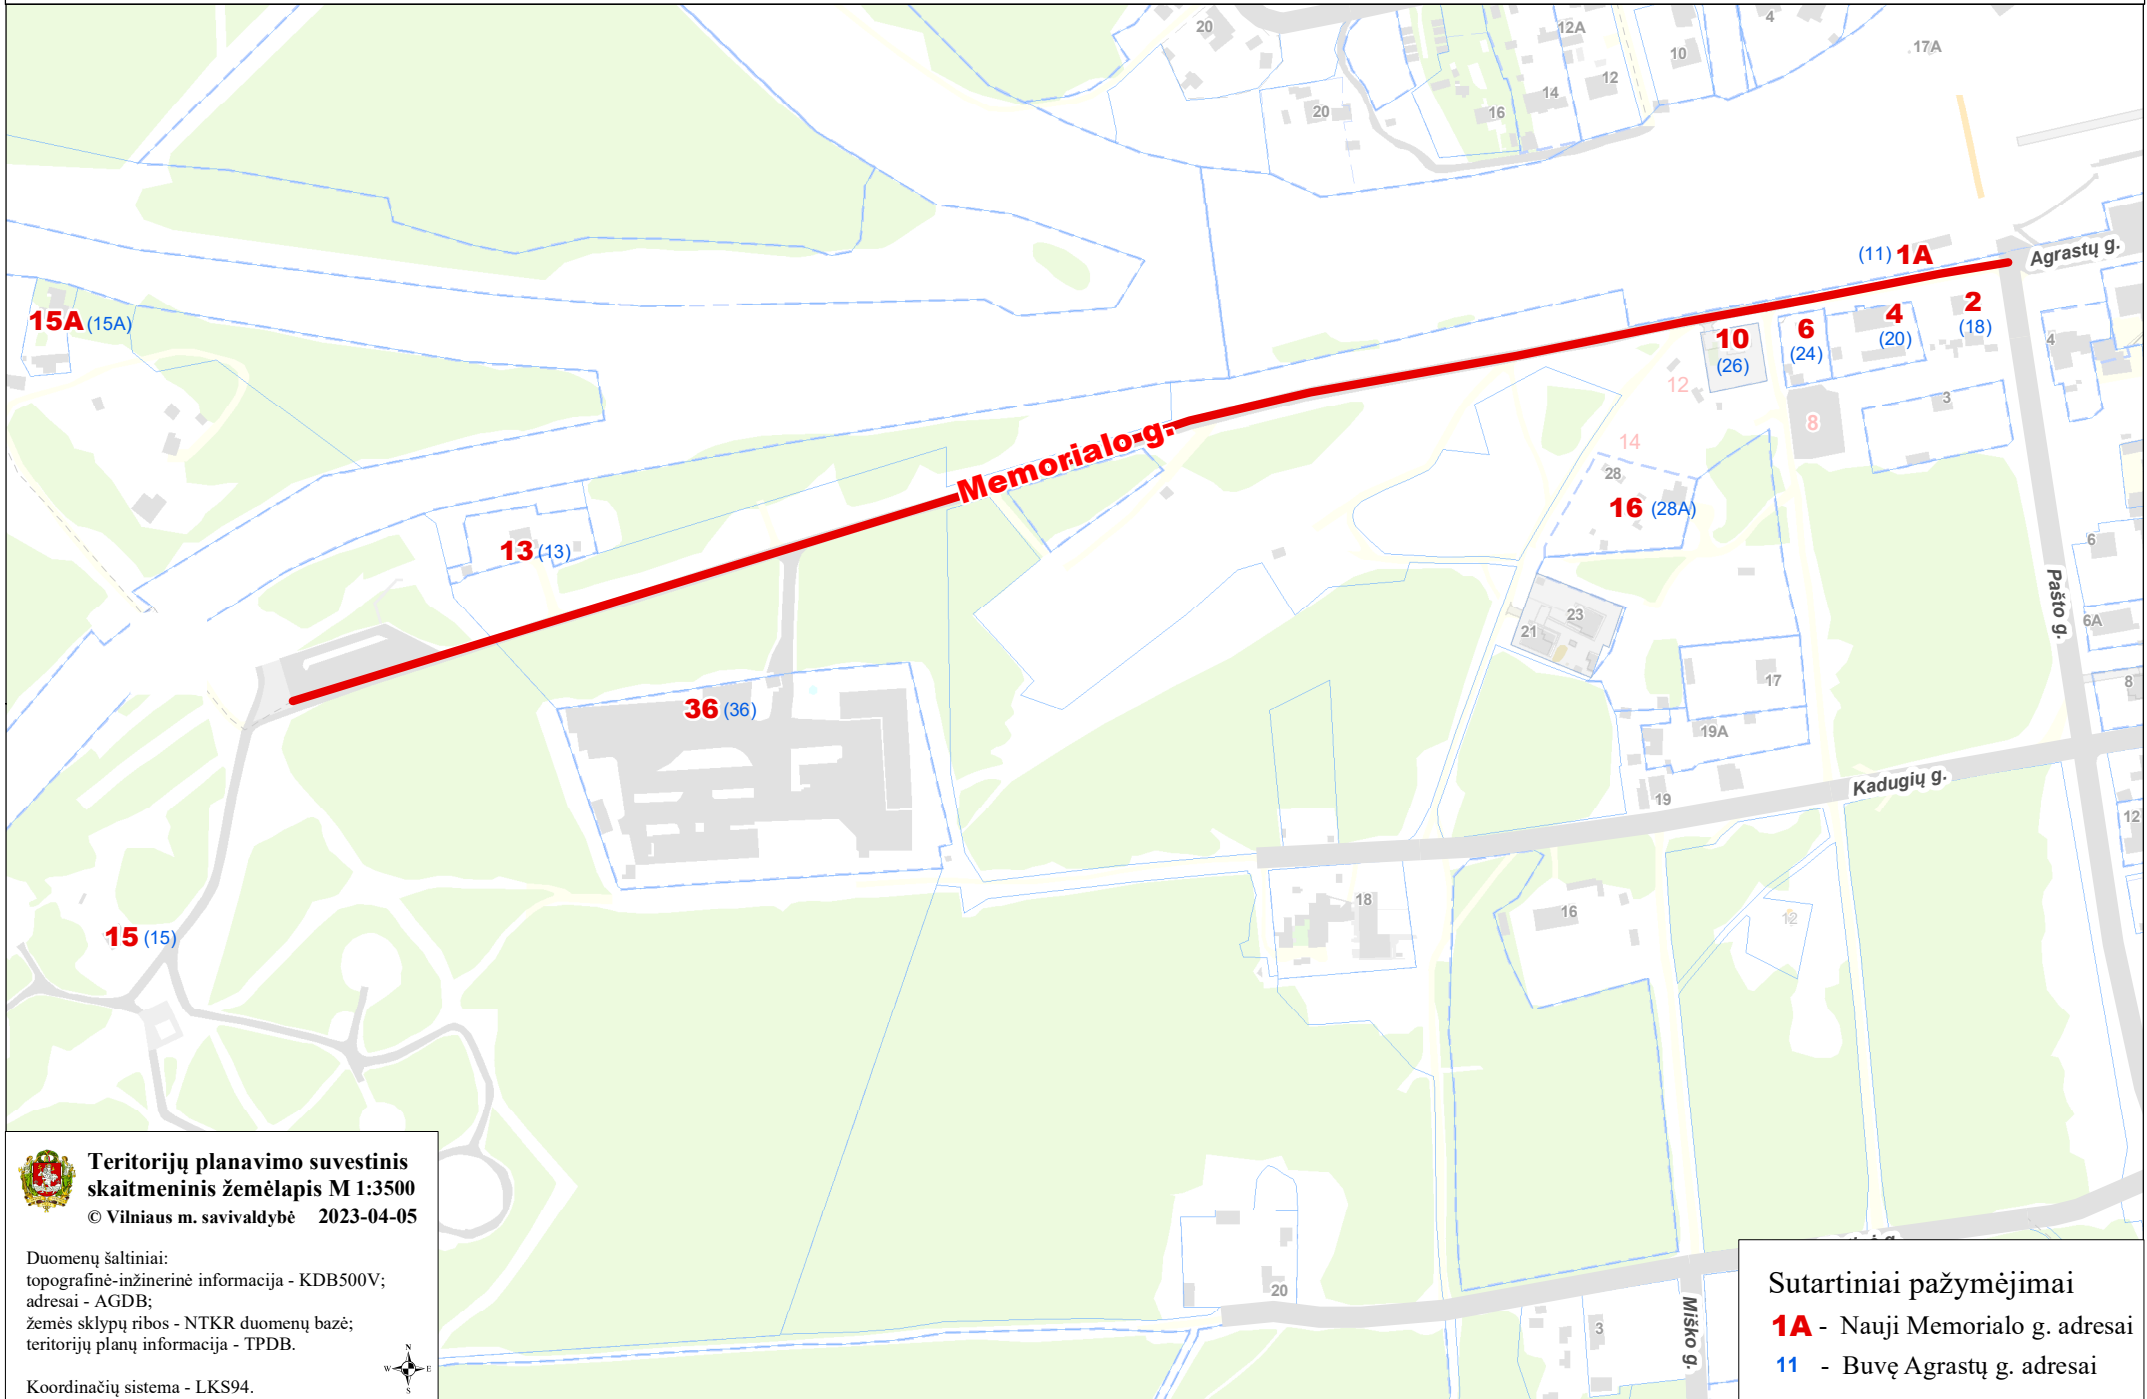 20
12A
4
10
17A
12
14
16
20
(11) 1A
Agrastų g.
15A (15A)
2
(18)
4
(20)
6
(24)
10
(26)
4
12
3
8
14
Memorialo g.
28
16 (28A)
13 (13)
6
Pašto g.
23
21
6A
17
8
36 (36)
19A
Kadugių g.
19
12
18
16
12
15 (15)
20
3
Miško g.
Teritorijų planavimo suvestinis
skaitmeninis žemėlapis M 1:3500
© Vilniaus m. savivaldybė 2023-04-05
Duomenų šaltiniai:
topografinė-inžinerinė informacija - KDB500V;
adresai - AGDB;
žemės sklypų ribos - NTKR duomenų bazė;
teritorijų planų informacija - TPDB.
N
W E
S
Koordinačių sistema - LKS94.
Sutartiniai pažymėjimai
1A - Nauji Memorialo g. adresai
11 - Buvę Agrastų g. adresai